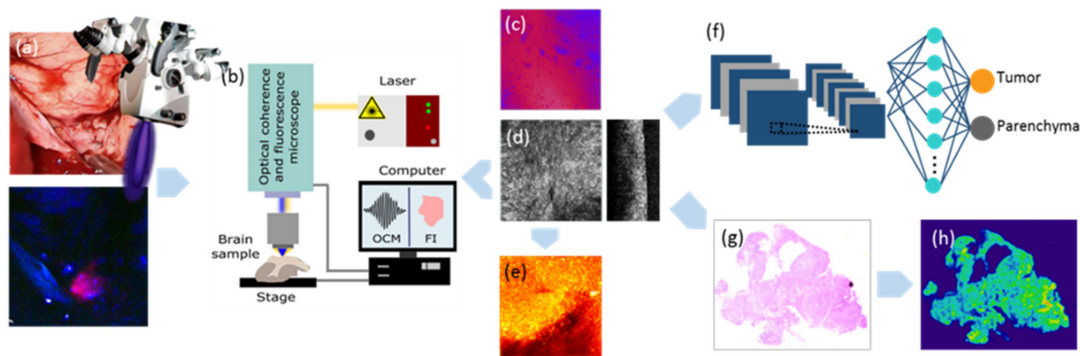 (a)
(b)
Optical coherence
and fluorescence
microscope
Laser
Computer
OCM
FI
Brain
sample
Stage
(c)
(d)
(e)
(f)
Tumor
Parenchyma
(g)
(h)